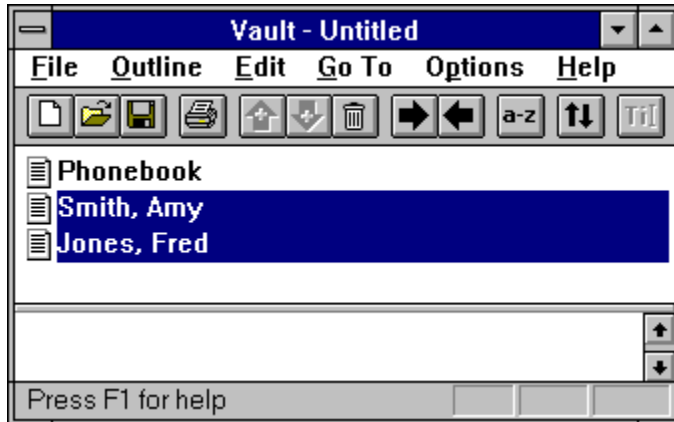 Vault - Untitled
File Outline Edit Go To Options Help
a-z
Phonebook
Smith, Amy
Jones, Fred
Press F1 for help